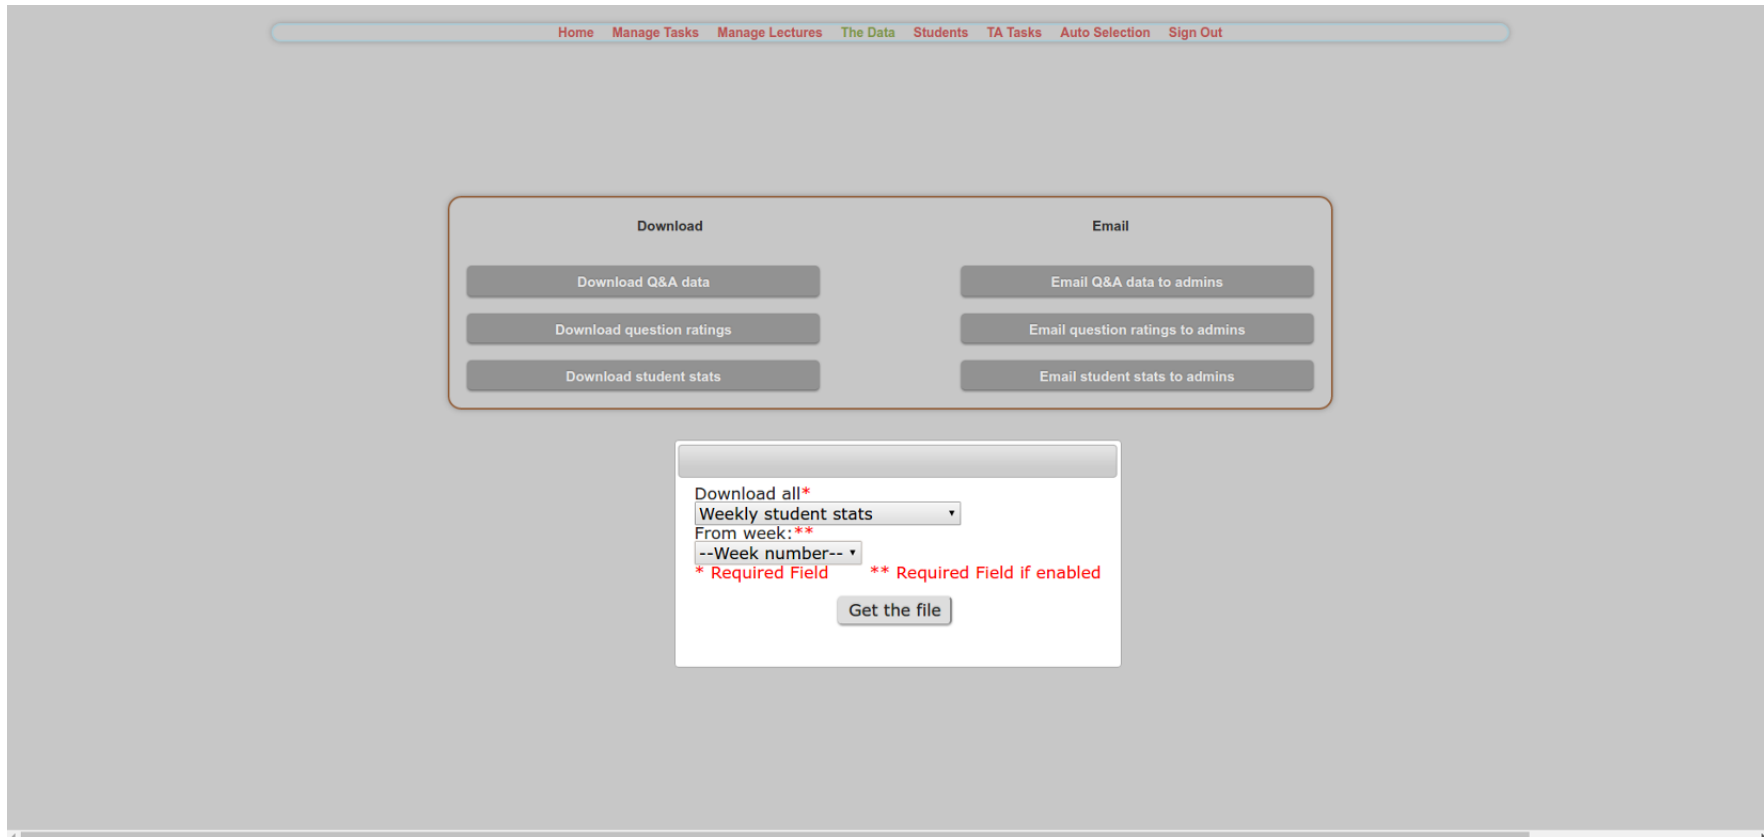 Home Manage Tasks Manage Lectures The Data Students TA Tasks Auto Selection Sign Out
Download Email
Download Q&A data Email Q&A data to admins
Download question ratings Email question ratings to admins
Download student stats Email student stats to admins
Download all*
Weekly student stats
From week:**
--Week number--
* Required Field ** Required Field if enabled
Get the file